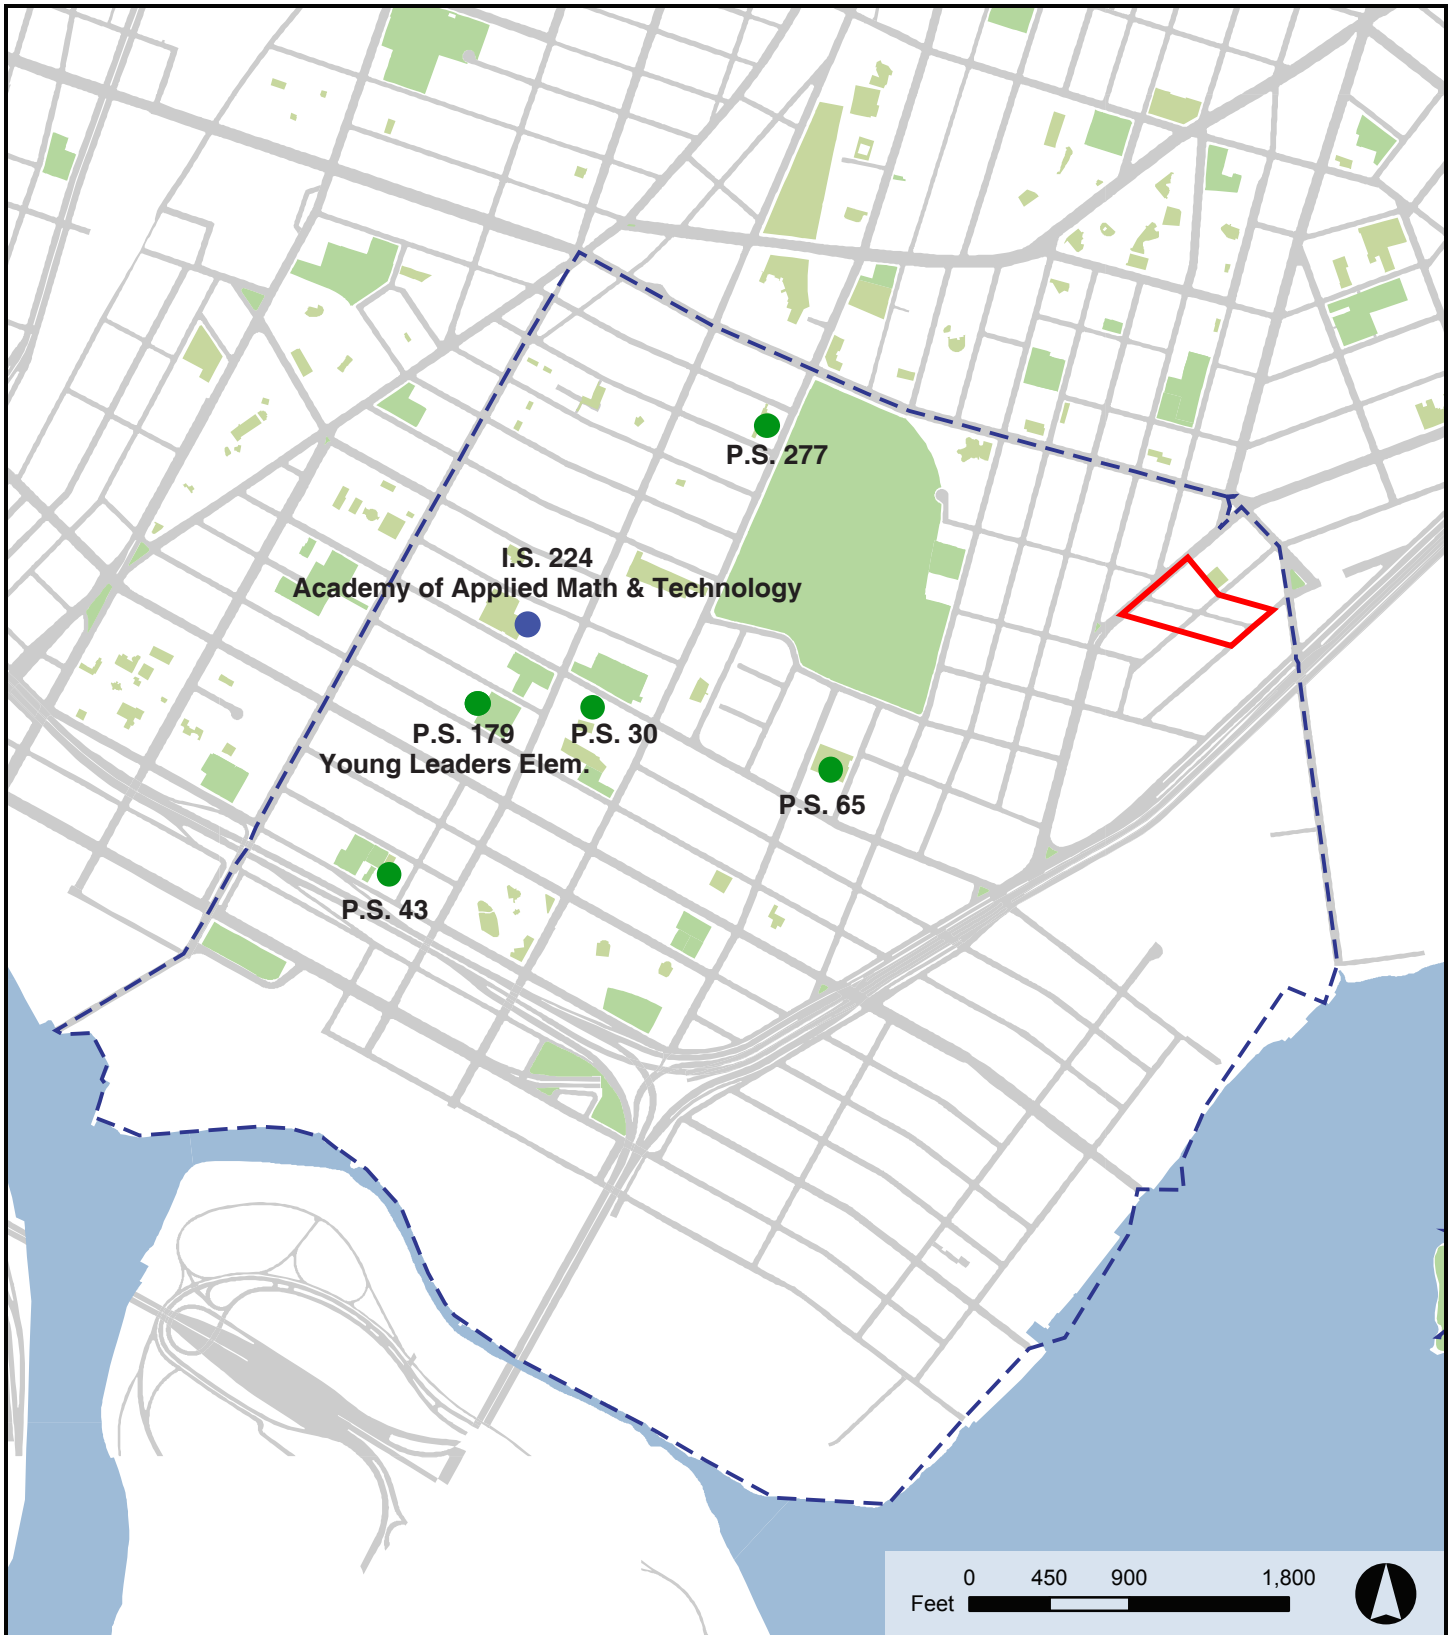 P.S. 277
I.S. 224
Academy of Applied Math & Technology
P.S. 179
Young Leaders Elem.
P.S. 30
P.S. 65
P.S. 43
0 450 900 1,800
Feet